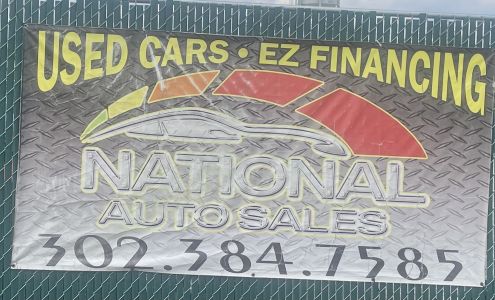 USED CARS • EZ FINANCING
NATIONAL
AUTO SALES
302.384.7585